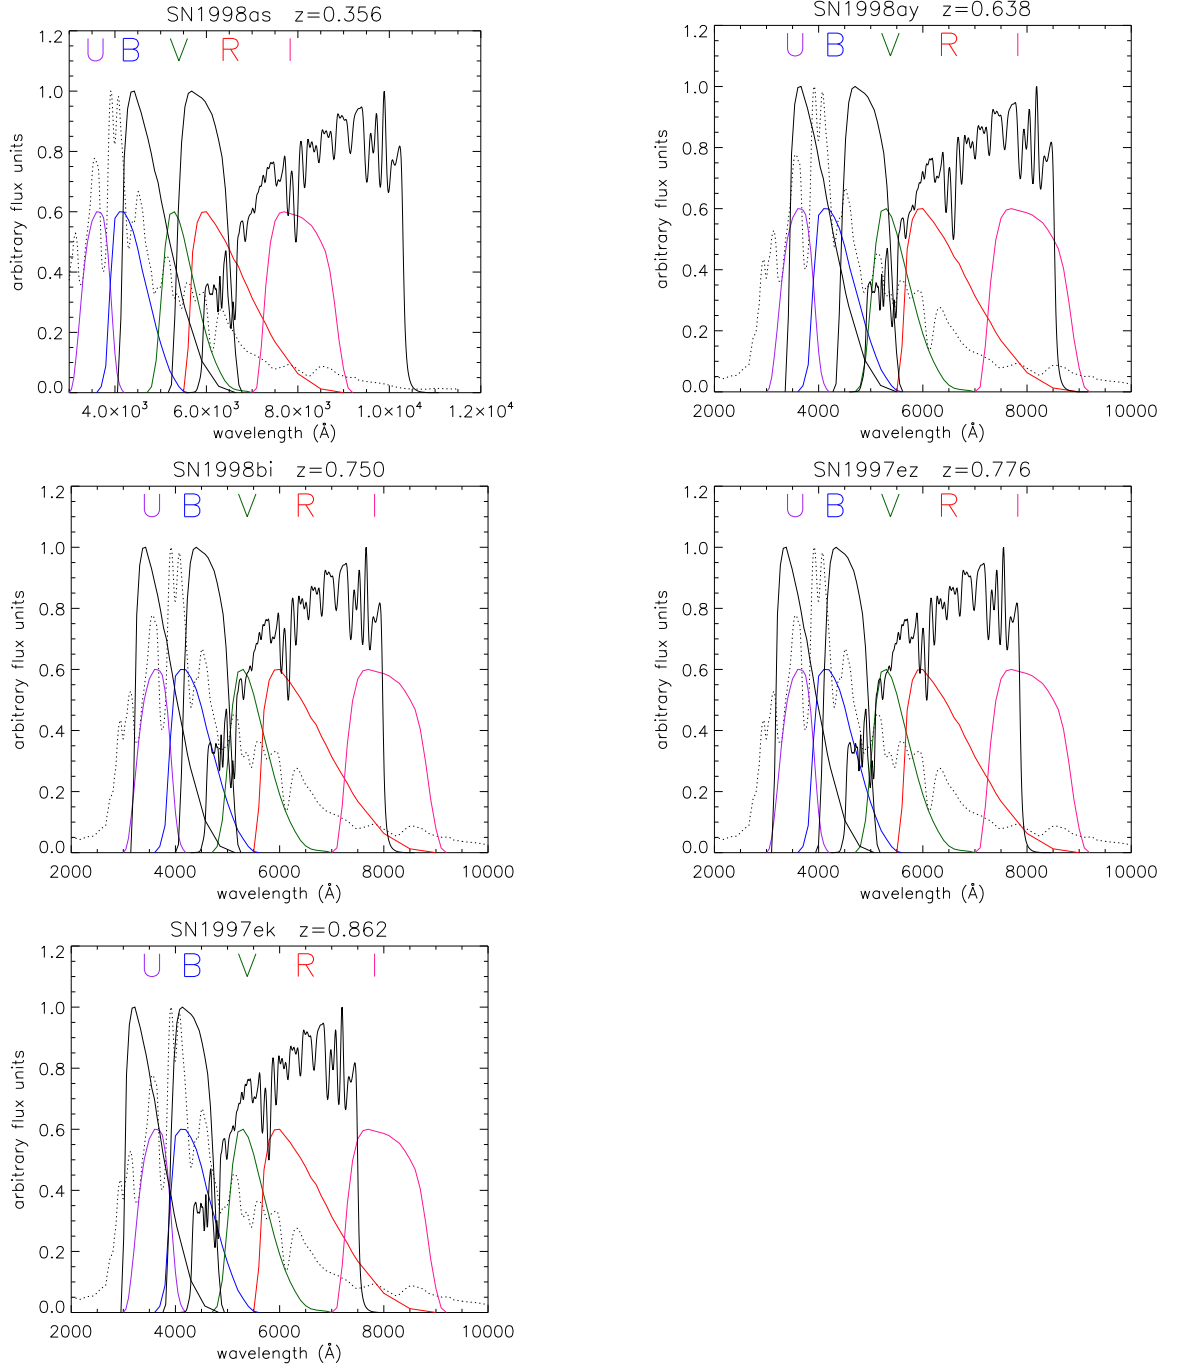 SN1998as z=0.356
1.2
U B V R I
1.0
0.8
0.6
0.4
0.2
0.0
arbitrary flux units
4.0×10³ 6.0×10³ 8.0×10³ 1.0×10⁴ 1.2×10⁴
wavelength (Å)
SN1998ay z=0.638
1.2
U B V R I
1.0
0.8
0.6
0.4
0.2
0.0
arbitrary flux units
2000 4000 6000 8000 10000
wavelength (Å)
SN1998bi z=0.750
1.2
U B V R I
1.0
0.8
0.6
0.4
0.2
0.0
arbitrary flux units
2000 4000 6000 8000 10000
wavelength (Å)
SN1997ez z=0.776
1.2
U B V R I
1.0
0.8
0.6
0.4
0.2
0.0
arbitrary flux units
2000 4000 6000 8000 10000
wavelength (Å)
SN1997ek z=0.862
1.2
U B V R I
1.0
0.8
0.6
0.4
0.2
0.0
arbitrary flux units
2000 4000 6000 8000 10000
wavelength (Å)